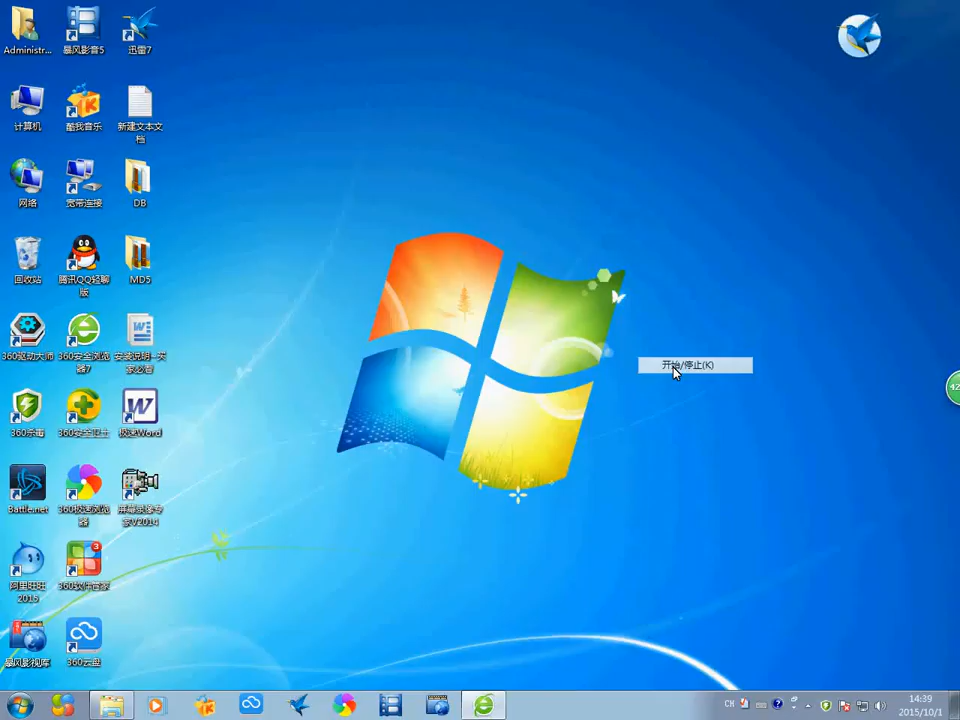 Administr...
暴风影音5
迅雷7
计算机
酷我音乐
新建文本文
档
网络
宽带连接
DB
回收站
腾讯QQ轻聊
版
MD5
360驱动大师
360安全浏览
器7
安装说明--买
家必看
360杀毒
360安全卫士
极速Word
Battle.net
360极速浏览
器
屏幕录像专
家V2014
阿里旺旺
2015
3
360软件管家
暴风影视库
360云盘
开始/停止(K)
42
CH
14:39
2015/10/1